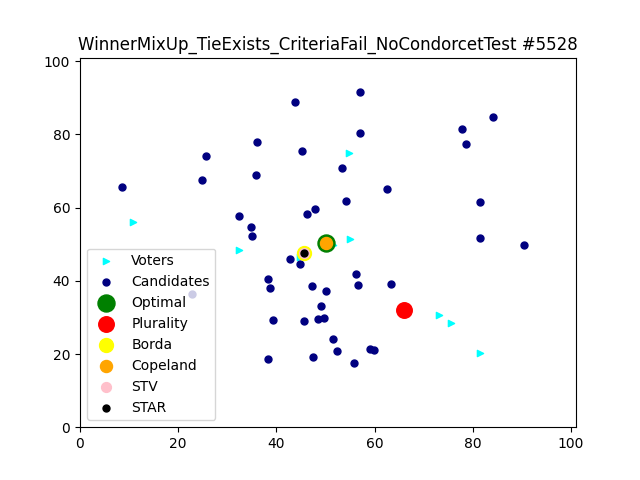 WinnerMixUp_TieExists_CriteriaFail_NoCondorcetTest #5528
100
80
60
40
20
0
Voters
Candidates
Optimal
Plurality
Borda
Copeland
STV
STAR
0 20 40 60 80 100